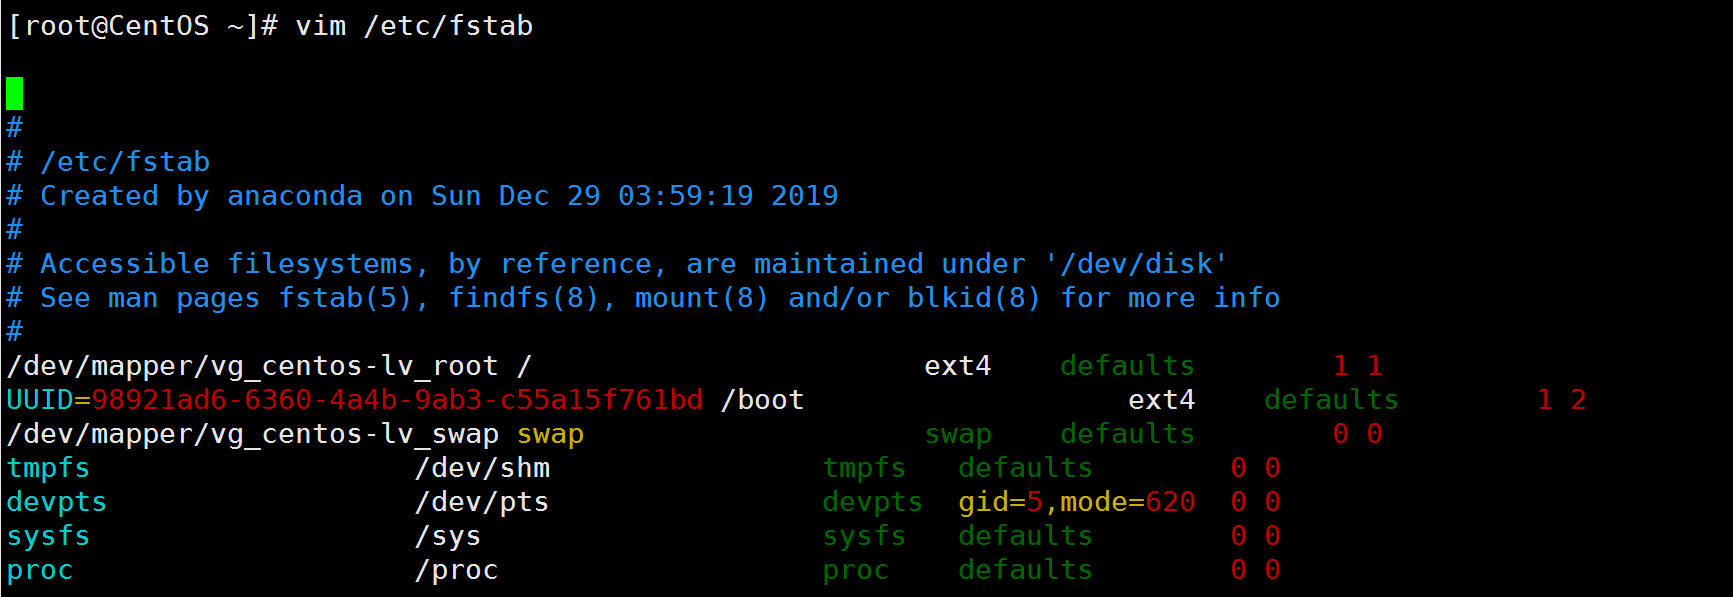 [root@CentOS ~]# vim /etc/fstab
#
# /etc/fstab
# Created by anaconda on Sun Dec 29 03:59:19 2019
#
# Accessible filesystems, by reference, are maintained under '/dev/disk'
# See man pages fstab(5), findfs(8), mount(8) and/or blkid(8) for more info
#
/dev/mapper/vg_centos-lv_root /                       ext4    defaults        1 1
UUID=98921ad6-6360-4a4b-9ab3-c55a15f761bd /boot                   ext4    defaults        1 2
/dev/mapper/vg_centos-lv_swap swap                    swap    defaults        0 0
tmpfs                   /dev/shm                tmpfs   defaults        0 0
devpts                  /dev/pts                devpts  gid=5,mode=620  0 0
sysfs                   /sys                    sysfs   defaults        0 0
proc                    /proc                   proc    defaults        0 0